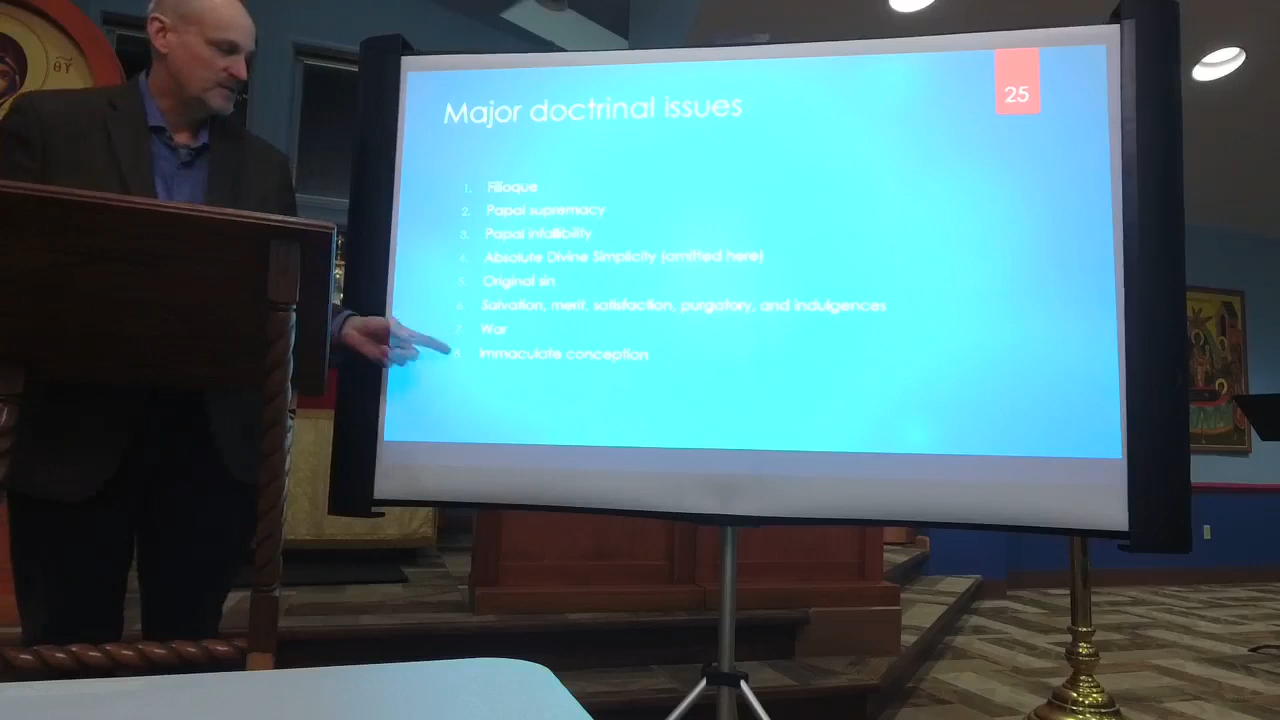 ΘΥ
Major doctrinal issues
25
1. Filioque
2. Papal supremacy
3. Papal infallibility
4. Absolute Divine Simplicity (omitted here)
5. Original sin
6. Salvation, merit, satisfaction, purgatory, and indulgences
7. War
8. Immaculate conception